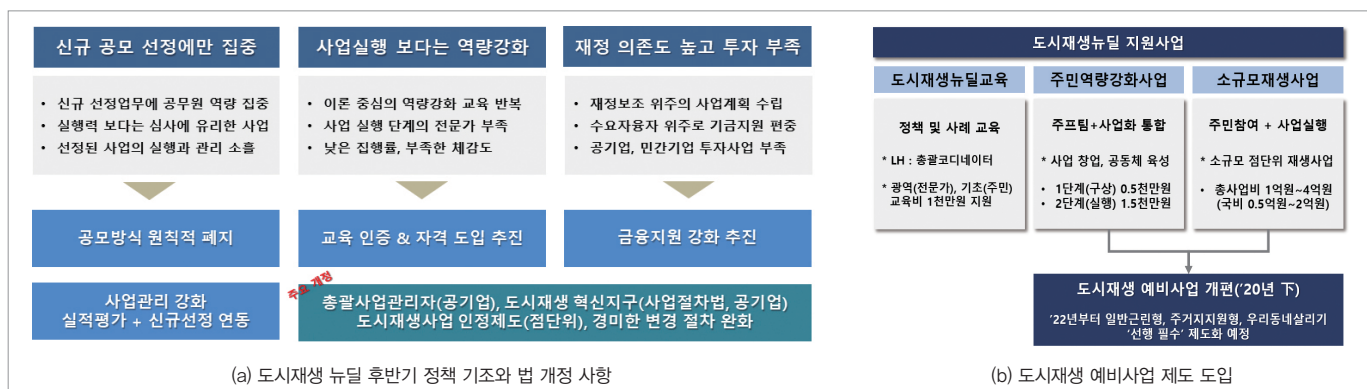 신규 공모 선정에만 집중
• 신규 선정업무에 공무원 역량 집중
• 실행력 보다는 심사에 유리한 사업
• 선정된 사업의 실행과 관리 소홀
공모방식 원칙적 폐지
사업관리 강화
실적평가 + 신규선정 연동
사업실행 보다는 역량강화
• 이론 중심의 역량강화 교육 반복
• 사업 실행 단계의 전문가 부족
• 낮은 집행률, 부족한 체감도
교육 인증 & 자격 도입 추진
재정 의존도 높고 투자 부족
• 재정보조 위주의 사업계획 수립
• 수요자융자 위주로 기금지원 편중
• 공기업, 민간기업 투자사업 부족
금융지원 강화 추진
주요 개정
총괄사업관리자(공기업), 도시재생 혁신지구(사업절차법, 공기업)
도시재생사업 인정제도(점단위), 경미한 변경 절차 완화
(a) 도시재생 뉴딜 후반기 정책 기조와 법 개정 사항
도시재생뉴딜 지원사업
도시재생뉴딜교육
정책 및 사례 교육
* LH : 총괄코디네이터
* 광역(전문가), 기초(주민)
교육비 1천만원 지원
주민역량강화사업
주프팀+사업화 통합
* 사업 창업, 공동체 육성
• 1단계(구상) 0.5천만원
• 2단계(실행) 1.5천만원
소규모재생사업
주민참여 + 사업실행
* 소규모 점단위 재생사업
• 총사업비 1억원~4억원
(국비 0.5억원~2억원)
도시재생 예비사업 개편('20년 下)
'22년부터 일반근린형, 주거지지원형, 우리동네살리기
'선행 필수' 제도화 예정
(b) 도시재생 예비사업 제도 도입